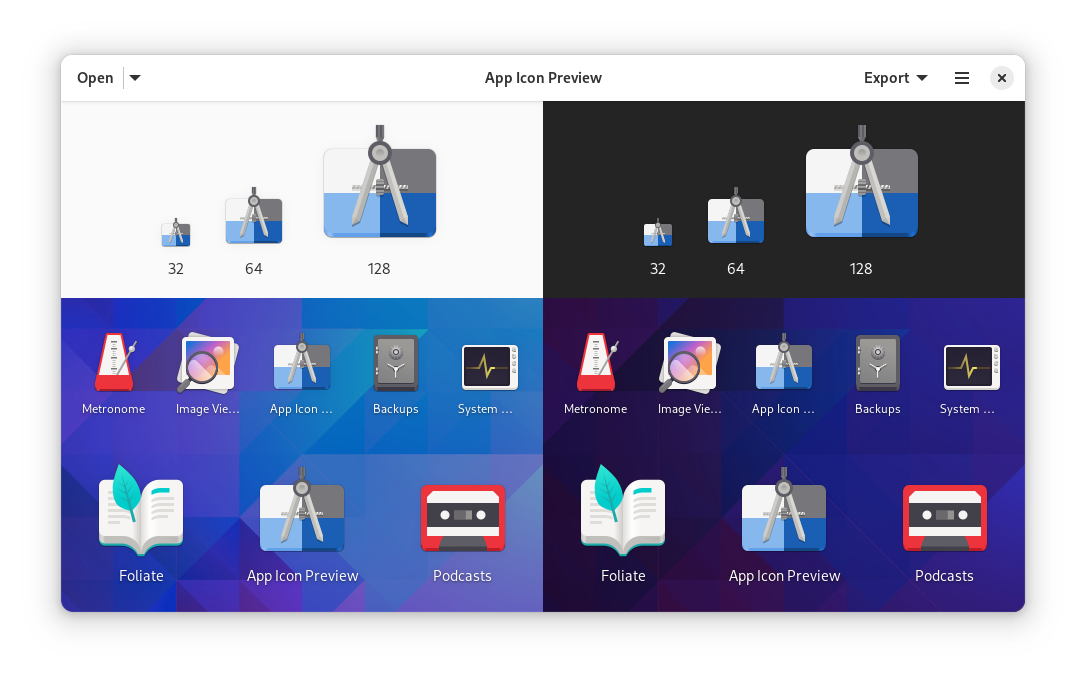 Open
App Icon Preview
Export
32 64 128
32 64 128
Metronome Image Vie... App Icon ... Backups System ...
Metronome Image Vie... App Icon ... Backups System ...
Foliate App Icon Preview Podcasts
Foliate App Icon Preview Podcasts